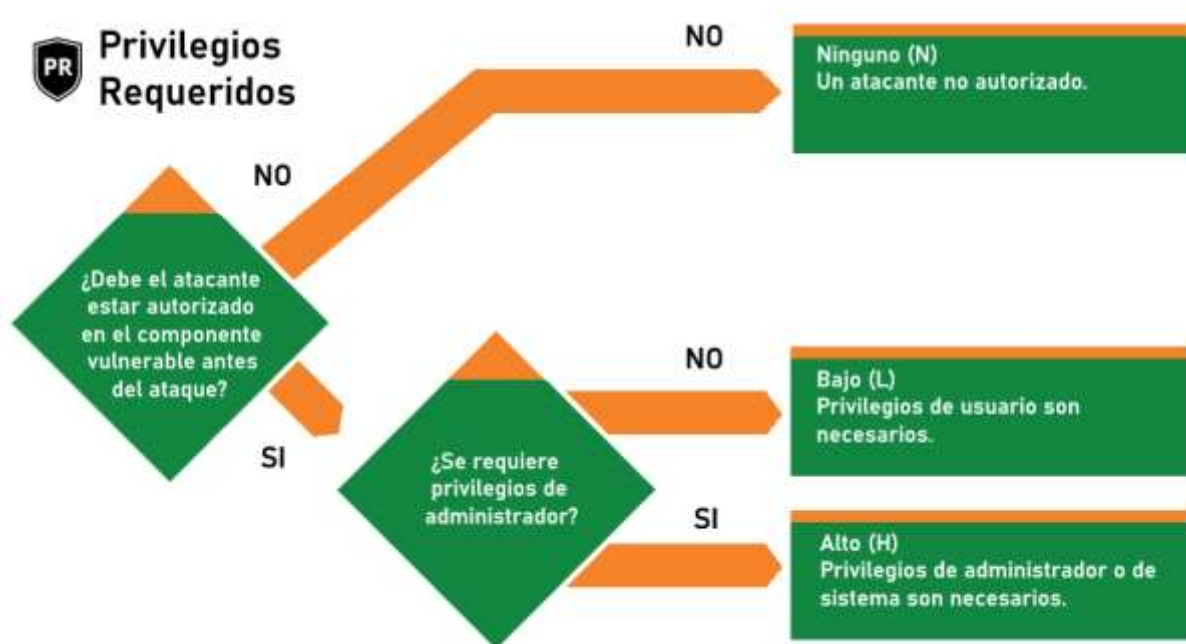 PR
Privilegios
Requeridos
NO
NO
Ninguno (N)
Un atacante no autorizado.
¿Debe el atacante
estar autorizado
en el componente
vulnerable antes
del ataque?
SI
¿Se requiere
privilegios de
administrador?
NO
Bajo (L)
Privilegios de usuario son
necesarios.
SI
Alto (H)
Privilegios de administrador o de
sistema son necesarios.